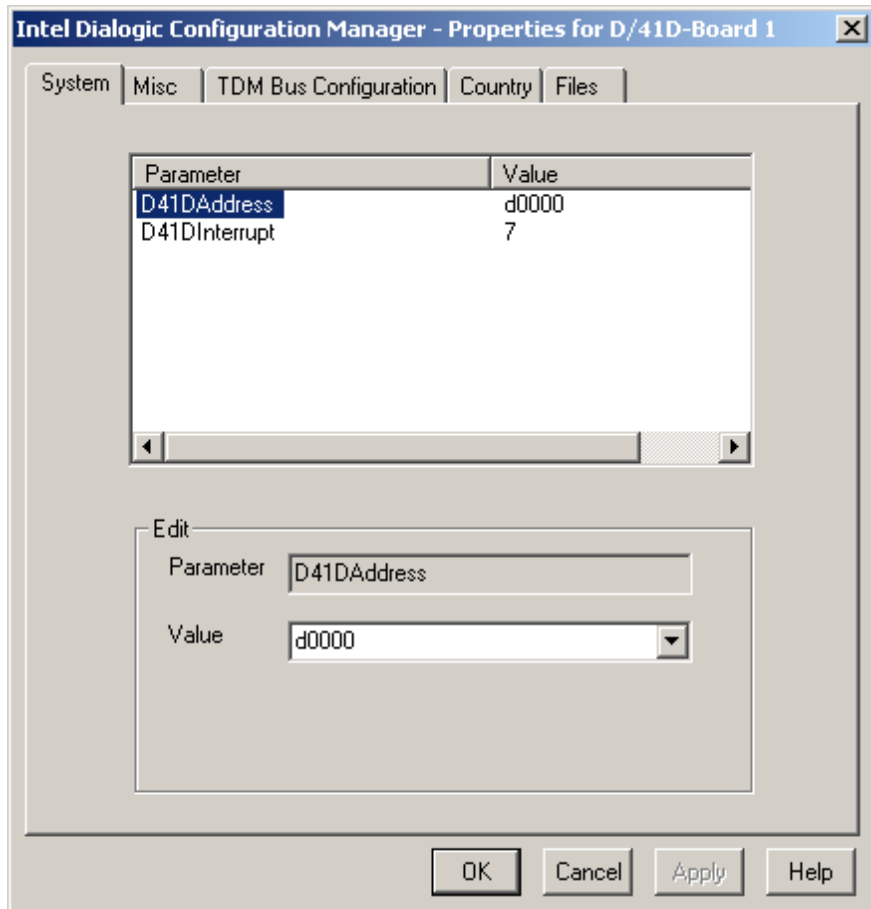 Intel Dialogic Configuration Manager - Properties for D/41D-Board 1
System Misc TDM Bus Configuration Country Files
Parameter Value
D41DAddress d0000
D41DInterrupt 7
Edit
Parameter D41DAddress
Value d0000
OK Cancel Apply Help